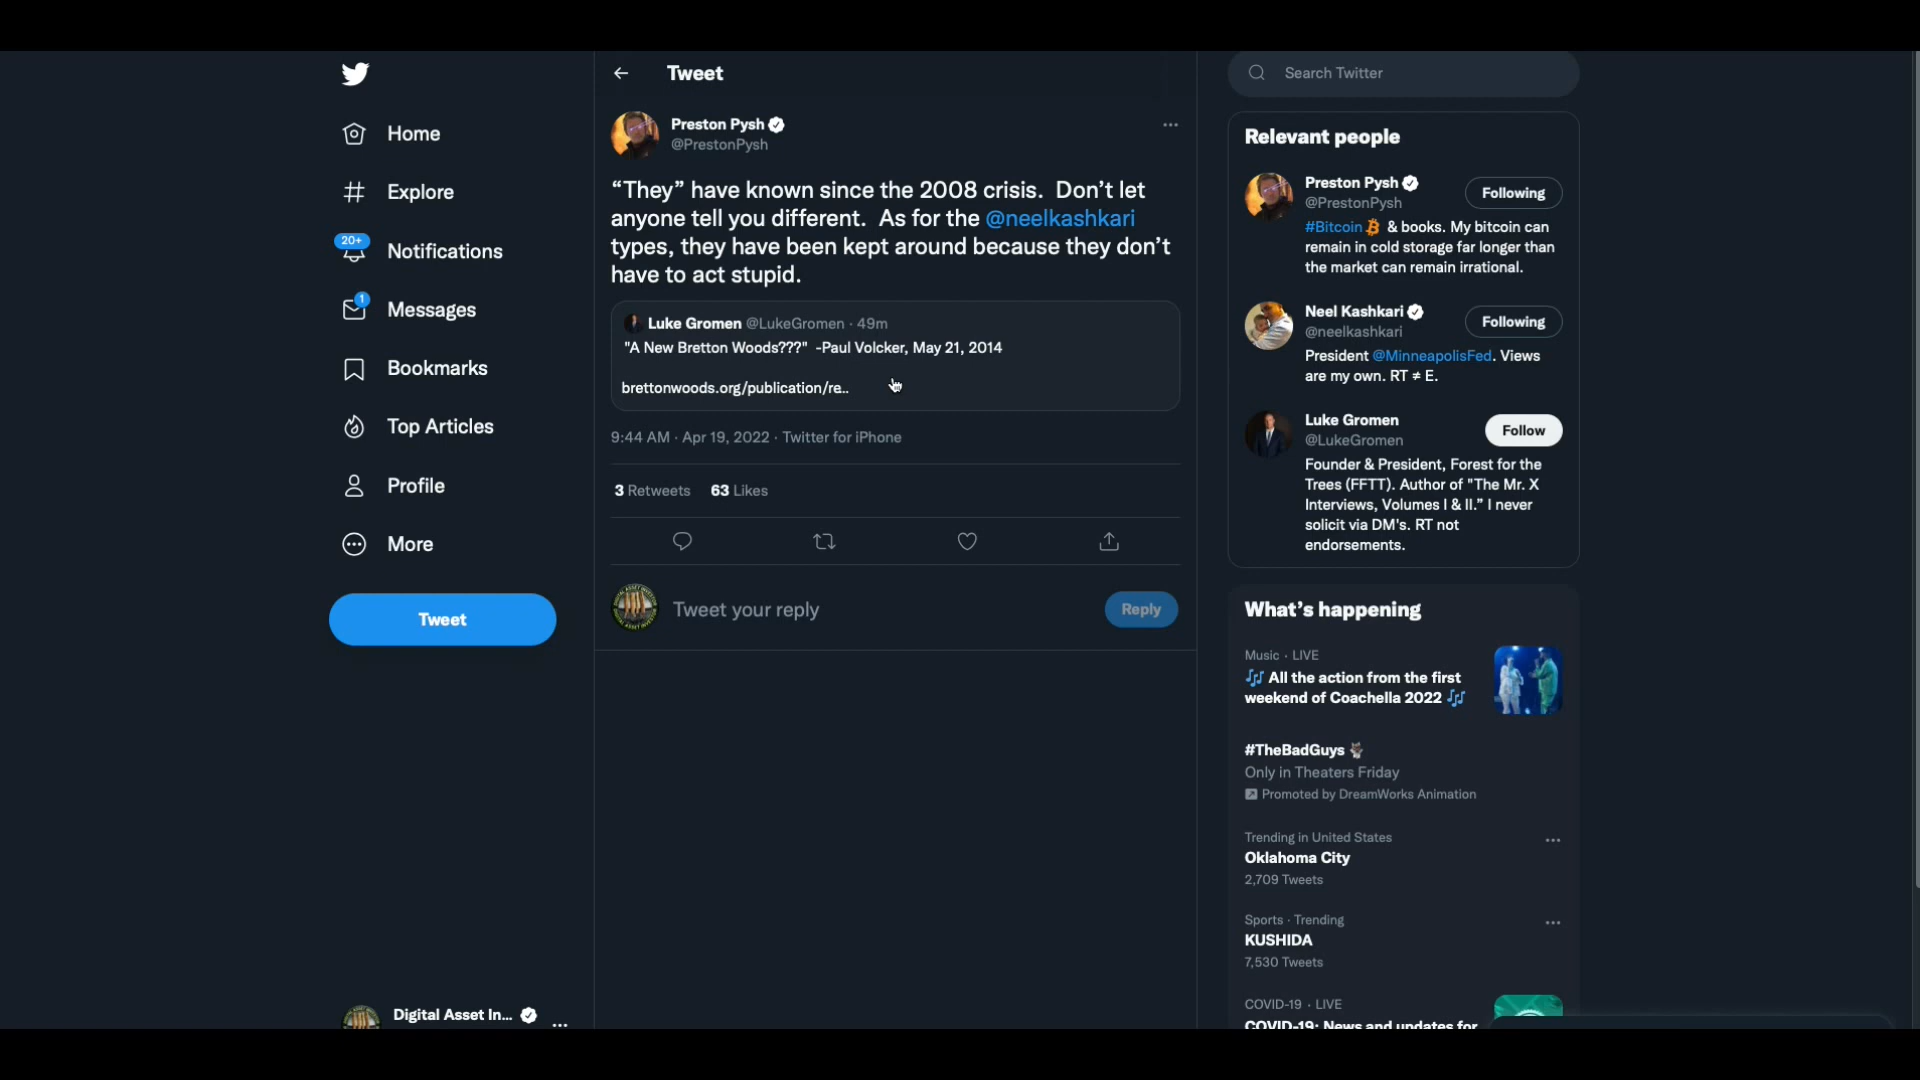 Home
Explore
20+
Notifications
1
Messages
Bookmarks
Top Articles
Profile
More
Tweet
Digital Asset In...
Tweet
Preston Pysh
@PrestonPysh
“They” have known since the 2008 crisis. Don’t let
anyone tell you different. As for the @neelkashkari
types, they have been kept around because they don’t
have to act stupid.
Luke Gromen @LukeGromen · 49m
"A New Bretton Woods???" -Paul Volcker, May 21, 2014
brettonwoods.org/publication/re...
9:44 AM · Apr 19, 2022 · Twitter for iPhone
3 Retweets 63 Likes
Tweet your reply
Reply
Search Twitter
Relevant people
Preston Pysh
@PrestonPysh
Following
#Bitcoin & books. My bitcoin can
remain in cold storage far longer than
the market can remain irrational.
Neel Kashkari
@neelkashkari
Following
President @MinneapolisFed. Views
are my own. RT ≠ E.
Luke Gromen
@LukeGromen
Follow
Founder & President, Forest for the
Trees (FFTT). Author of "The Mr. X
Interviews, Volumes I & II.” I never
solicit via DM's. RT not
endorsements.
What’s happening
Music · LIVE
🎶 All the action from the first
weekend of Coachella 2022 🎶
#TheBadGuys
Only in Theaters Friday
Promoted by DreamWorks Animation
Trending in United States
Oklahoma City
2,709 Tweets
Sports · Trending
KUSHIDA
7,530 Tweets
COVID-19 · LIVE
COVID-19: News and updates for